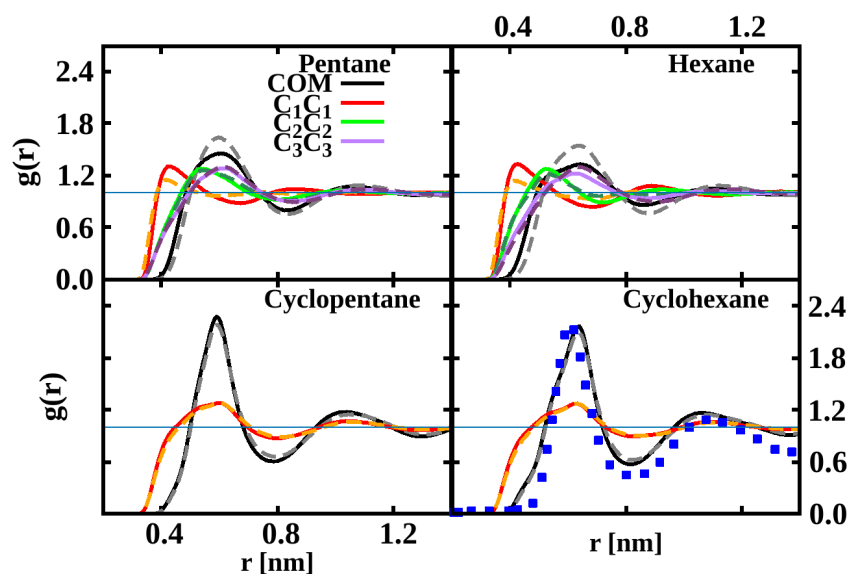 0.4 0.8 1.2
Pentane
COM
C₁C₁
C₂C₂
C₃C₃
Hexane
g(r)
2.4
1.8
1.2
0.6
0.0
Cyclopentane
Cyclohexane
g(r)
2.4
1.8
1.2
0.6
0.0
0.4 0.8 1.2
r [nm]
r [nm]